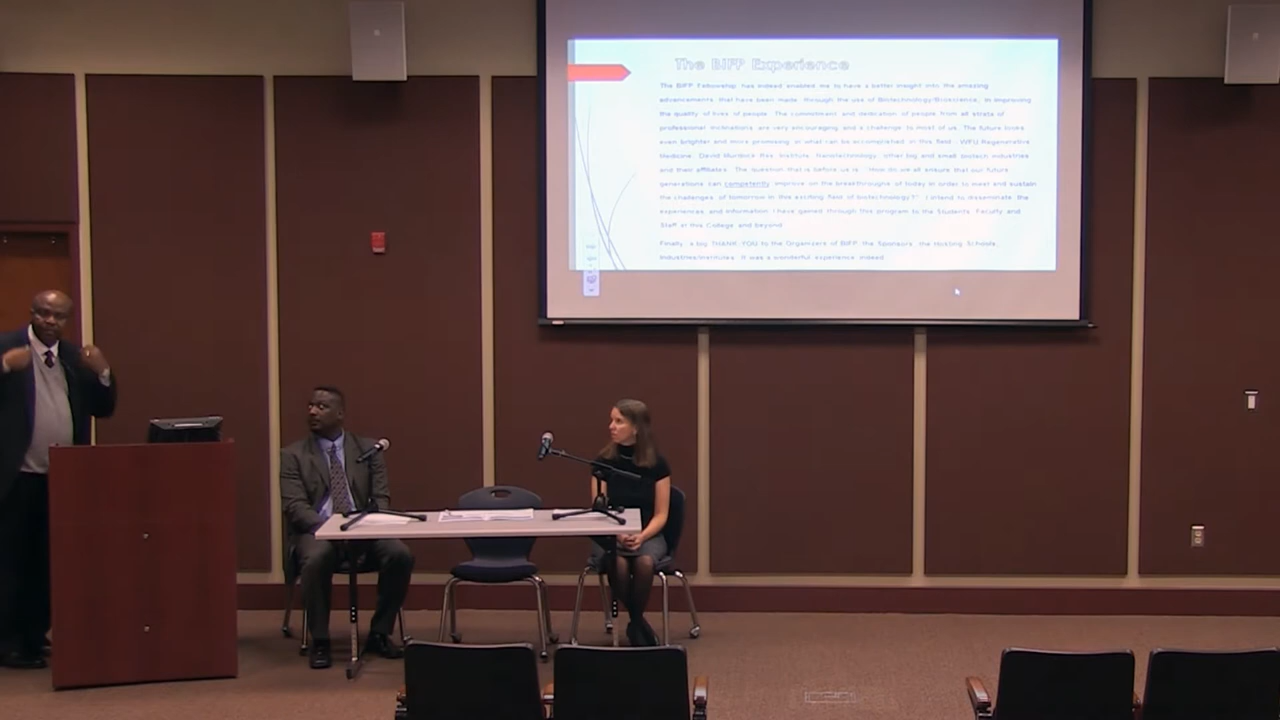 The BIFP Experience
The BIFP Fellowship has indeed enabled me to have a better insight into the amazing
advancements that have been made through the use of Biotechnology/Bioscience, in improving
the quality of lives of people. The commitment and dedication of people from all strata of
professional inclinations are very encouraging and a challenge to most of us. The future looks
even brighter and more promising in what can be accomplished in this field. WFU Regenerative
Medicine, David Murdock Res. Institute, Nanotechnology, other big and small biotech industries
and their affiliates. The question that is before us is "How do we all ensure that our future
generations can competently improve on the breakthroughs of today in order to meet and sustain
the challenges of tomorrow in this exciting field of biotechnology?" I intend to disseminate the
experiences and information I have gained through this program to the Students, Faculty and
Staff in this College and beyond.
Finally, a big THANK YOU to the Organizers of BIFP, the Sponsors, the Hosting Schools,
Industries/Institutes. It was a wonderful experience indeed.